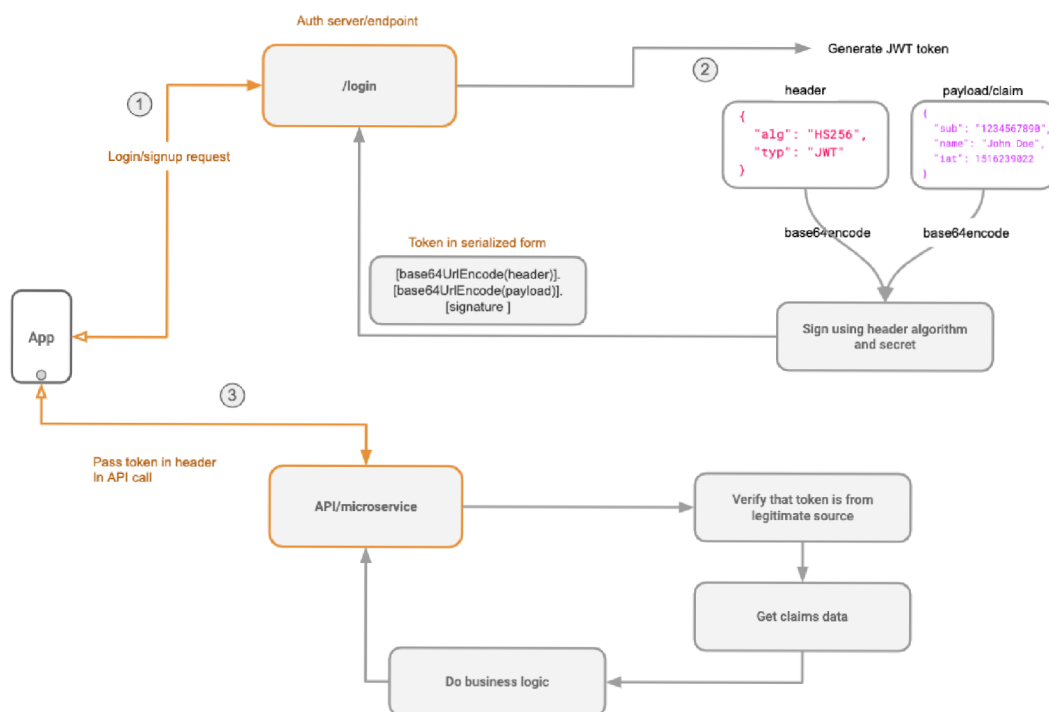 Auth server/endpoint
/login
1
Login/signup request
2
Generate JWT token
header
{
"alg": "HS256",
"typ": "JWT"
}
payload/claim
{
"sub": "1234567890",
"name": "John Doe",
"iat": 1516239022
}
base64encode
base64encode
Token in serialized form
[base64UrlEncode(header)].
[base64UrlEncode(payload)].
[signature ]
Sign using header algorithm
and secret
App
3
Pass token in header
In API call
API/microservice
Verify that token is from
legitimate source
Get claims data
Do business logic